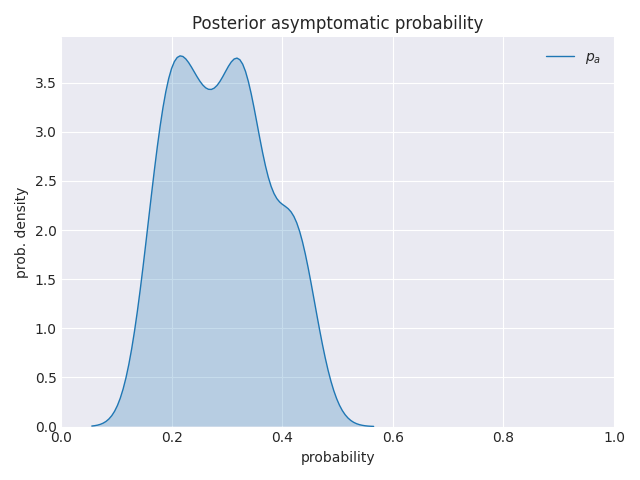 Posterior asymptomatic probability
pₐ
prob. density
3.5
3.0
2.5
2.0
1.5
1.0
0.5
0.0
0.0 0.2 0.4 0.6 0.8 1.0
probability